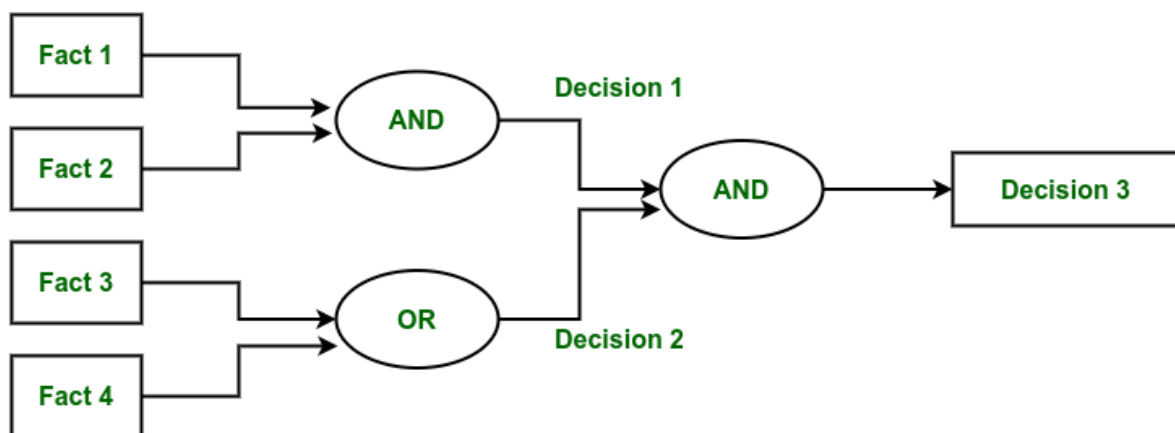 Fact 1
Fact 2
Fact 3
Fact 4
AND
OR
Decision 1
Decision 2
AND
Decision 3